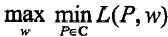 max min L(P, w)
w P∈C